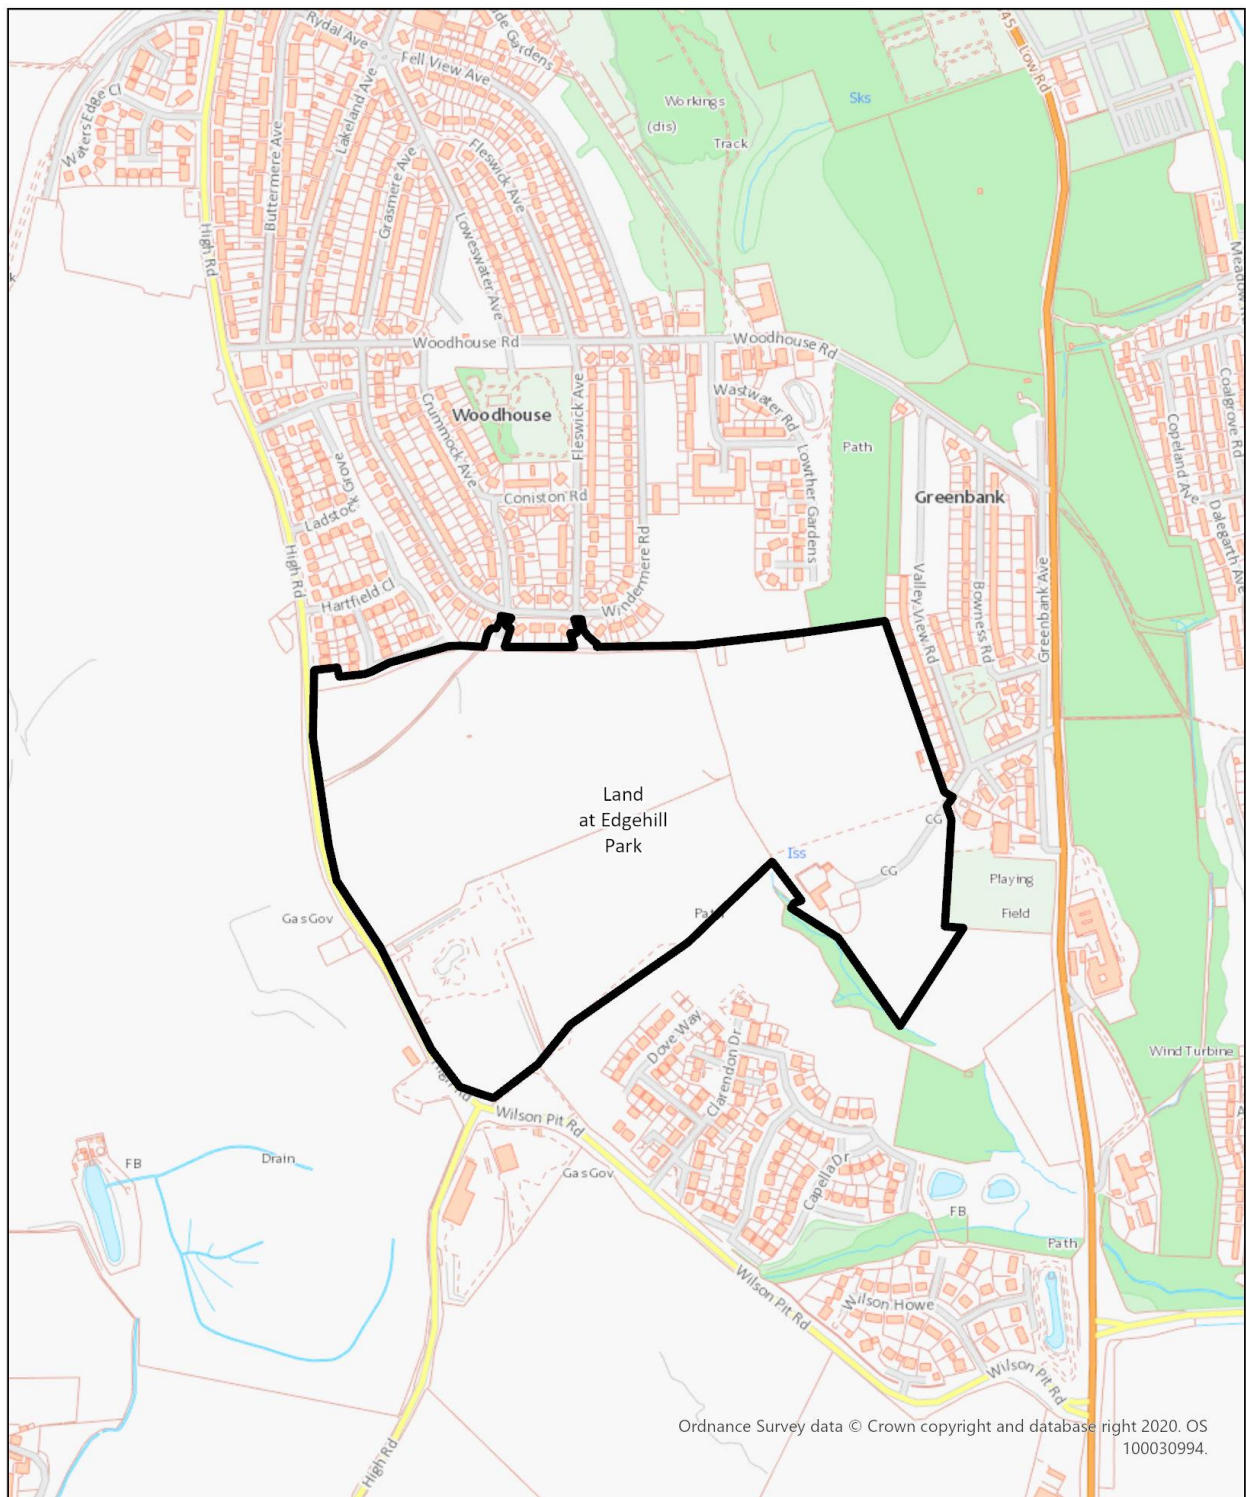 Rydal Ave
Fell View Ave
de Gardens
45
Low Rd
Waters Edge Cl
Buttermere Ave
Lakeland Ave
Grasmere Ave
Fleswick Ave
Loweswater Ave
Workings
(dis)
Track
Sks
High Rd
Meadow
Woodhouse Rd
Woodhouse Rd
Woodhouse
Crummock Ave
Fleswick Ave
Wastwater Rd
Lowther Gardens
Path
Greenbank
Copeland Ave
Coalgrove Rd
Dalegarth Ave
Ladstock Grove
Coniston Rd
High Rd
Hartfield Cl
Windermere Rd
Valley View Rd
Bowness Rd
Greenbank Ave
Land
at Edgehill
Park
CG
Iss
CG
Playing
Field
Gas Gov
Path
High Rd
Dove Way
Clarendon Dr
Wind Turbine
Wilson Pit Rd
Gas Gov
Capella Dr
FB
Drain
FB
Path
Wilson Pit Rd
Wilson Howe
Wilson Pit Rd
High Rd
Ordnance Survey data © Crown copyright and database right 2020. OS
100030994.